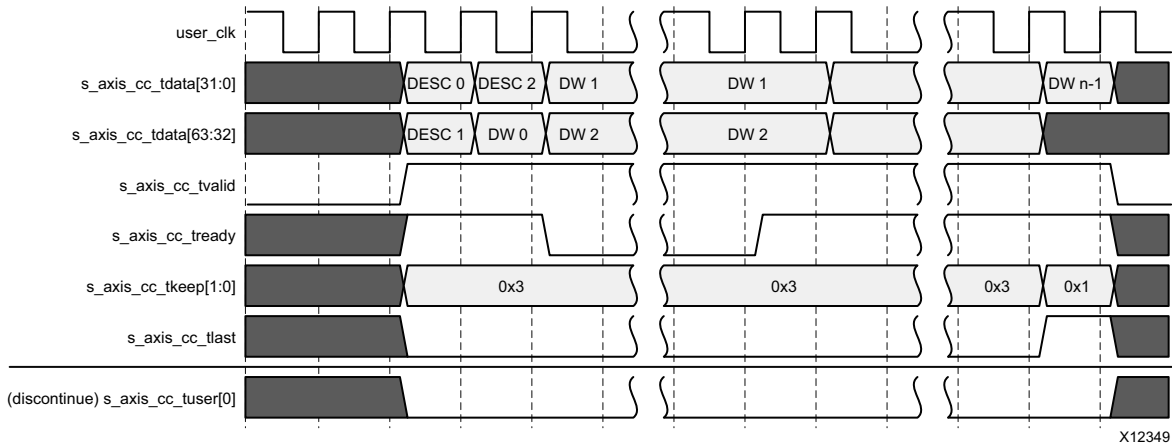 user_clk
s_axis_cc_tdata[31:0] DESC 0 DESC 2 DW 1 DW 1 DW n-1
s_axis_cc_tdata[63:32] DESC 1 DW 0 DW 2 DW 2
s_axis_cc_tvalid
s_axis_cc_tready
s_axis_cc_tkeep[1:0] 0x3 0x3 0x3 0x1
s_axis_cc_tlast
(discontinue) s_axis_cc_tuser[0]
X12349